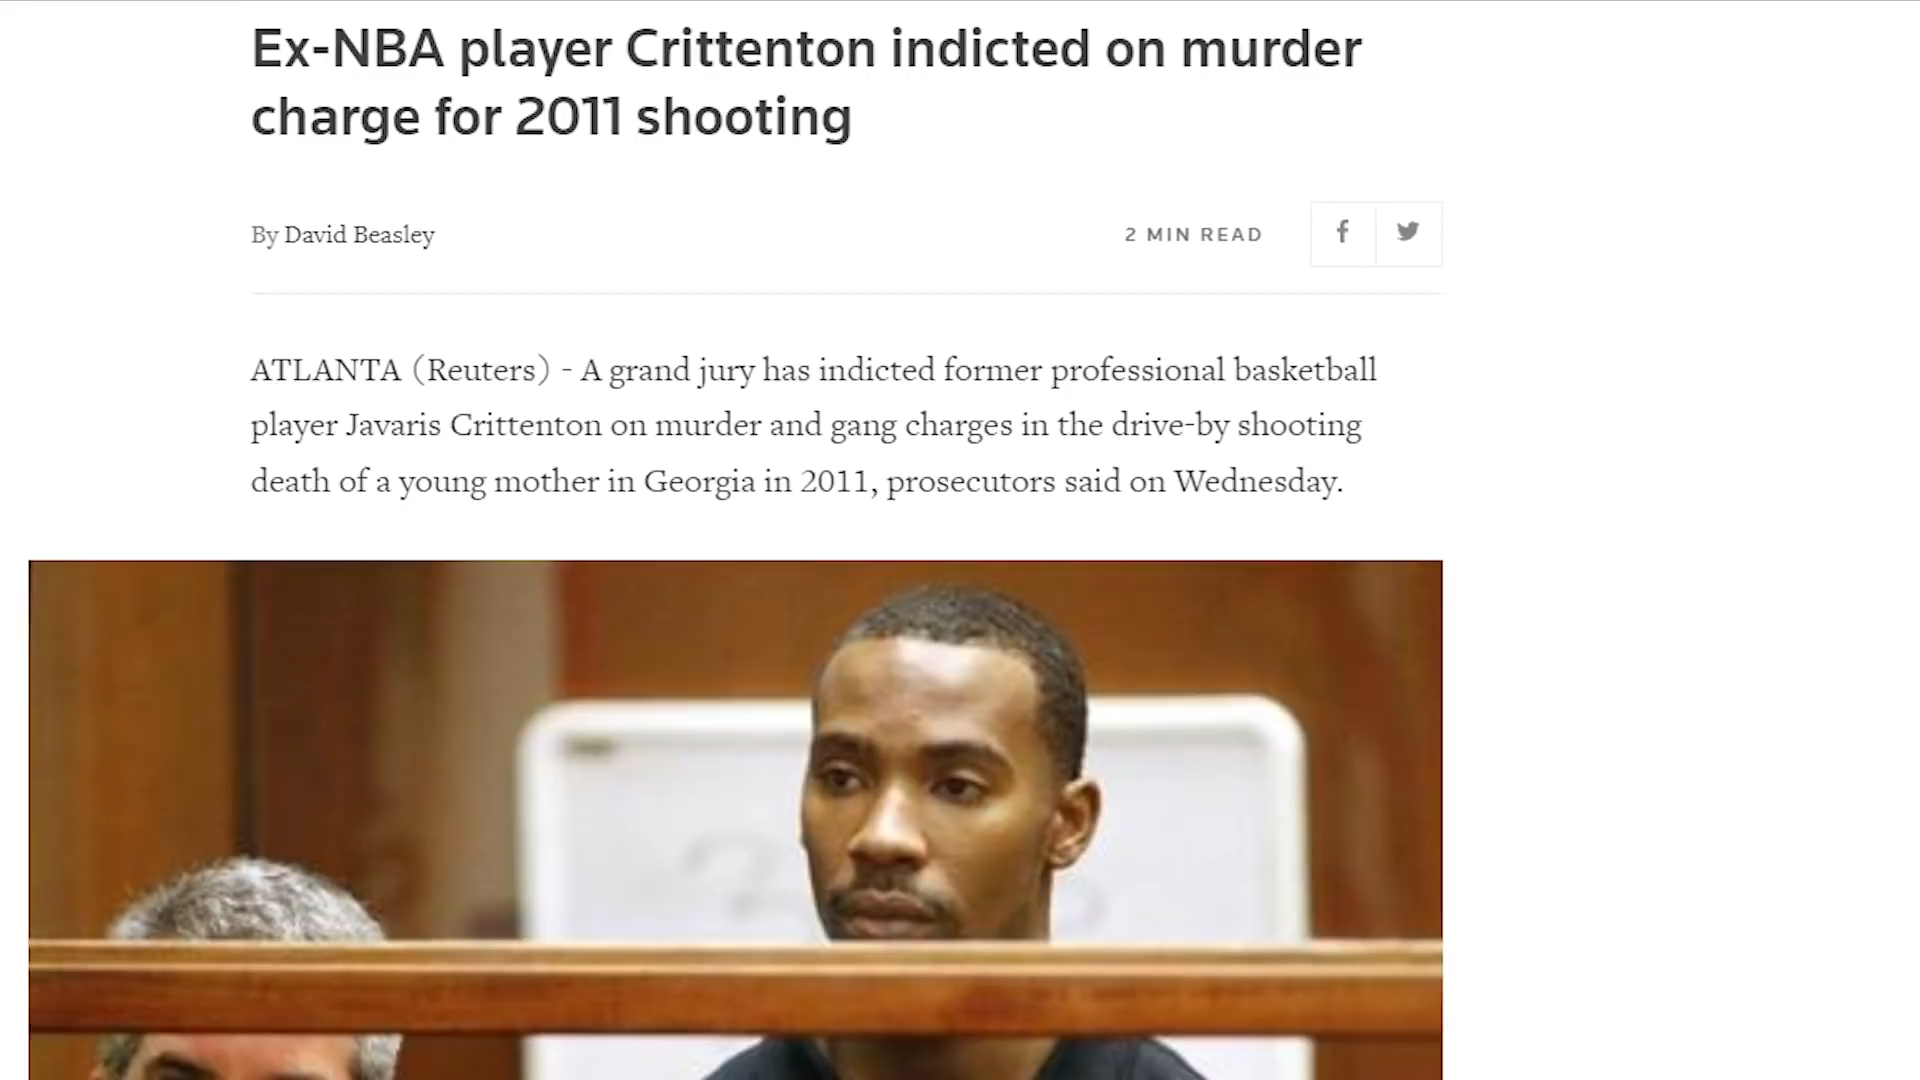 Ex-NBA player Crittenton indicted on murder
charge for 2011 shooting
By David Beasley
2 MIN READ
ATLANTA (Reuters) - A grand jury has indicted former professional basketball
player Javaris Crittenton on murder and gang charges in the drive-by shooting
death of a young mother in Georgia in 2011, prosecutors said on Wednesday.